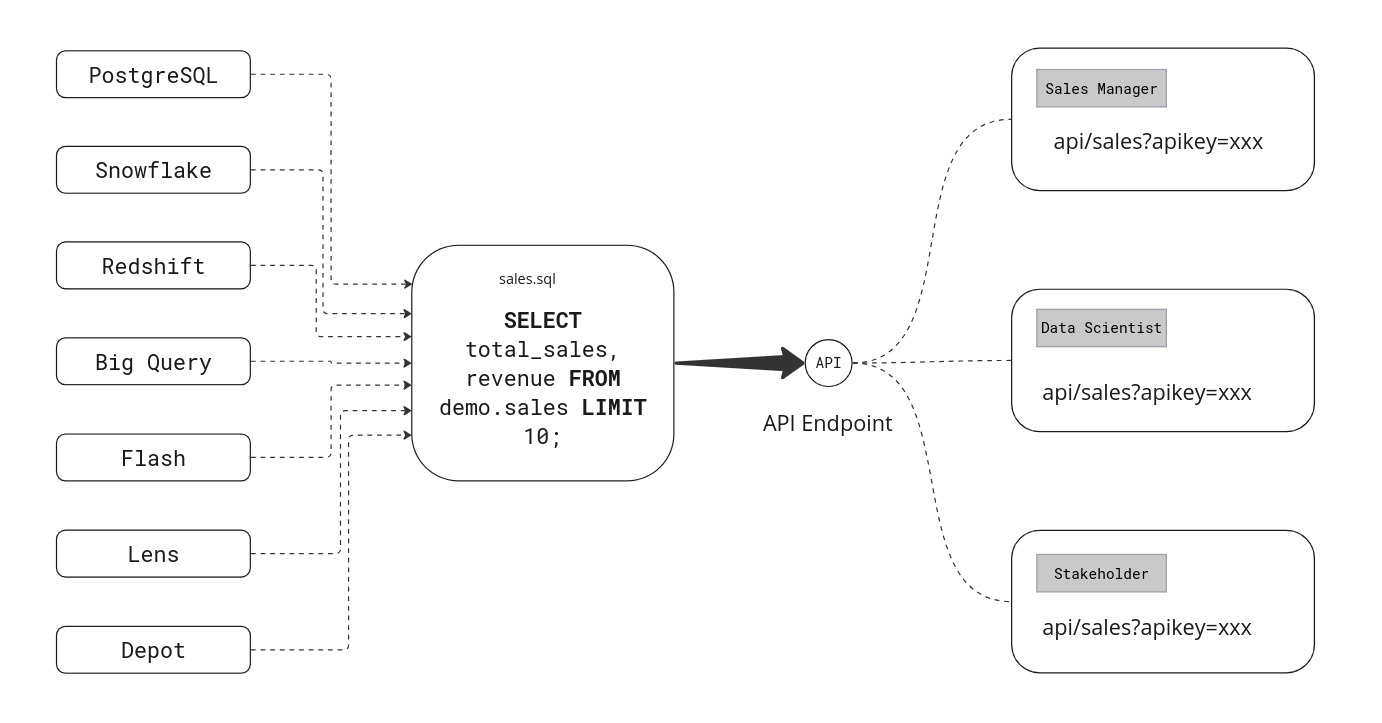 PostgreSQL
Snowflake
Redshift
Big Query
Flash
Lens
Depot
sales.sql
SELECT
total_sales,
revenue FROM
demo.sales LIMIT
10;
API
API Endpoint
Sales Manager
api/sales?apikey=xxx
Data Scientist
api/sales?apikey=xxx
Stakeholder
api/sales?apikey=xxx